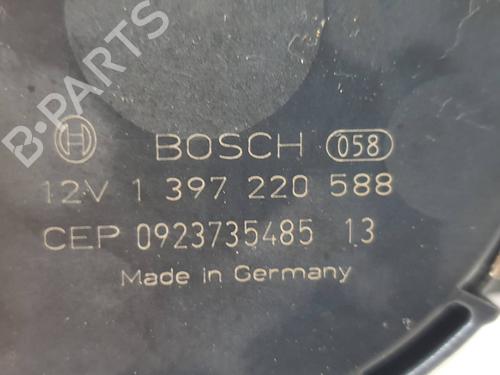 B-PARTS
BOSCH 058
12V 1 397 220 588
CEP 0923735485 13
Made in Germany